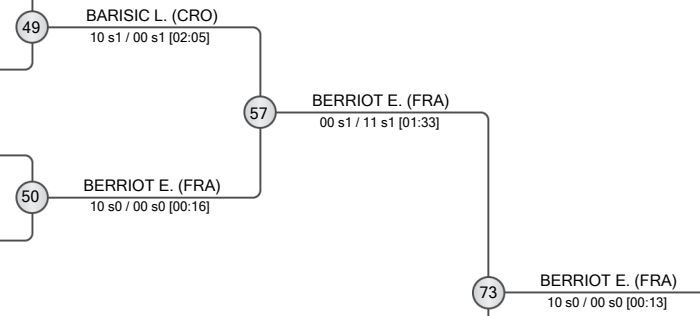 49
BARISIC L. (CRO)
10 s1 / 00 s1 [02:05]
57
BERRIOT E. (FRA)
00 s1 / 11 s1 [01:33]
50
BERRIOT E. (FRA)
10 s0 / 00 s0 [00:16]
73
BERRIOT E. (FRA)
10 s0 / 00 s0 [00:13]